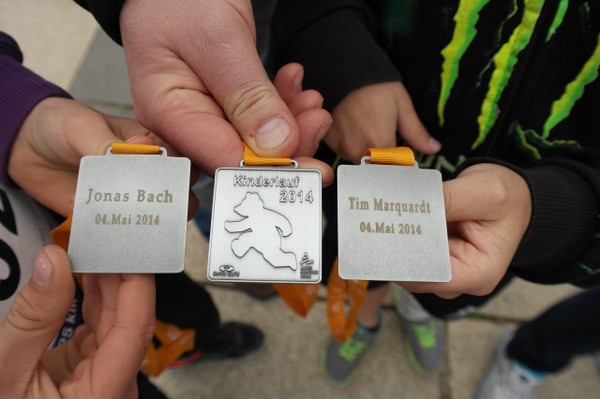 Jonas Bach
04.Mai 2014
Kinderlauf
2014
Tim Marquardt
04.Mai 2014